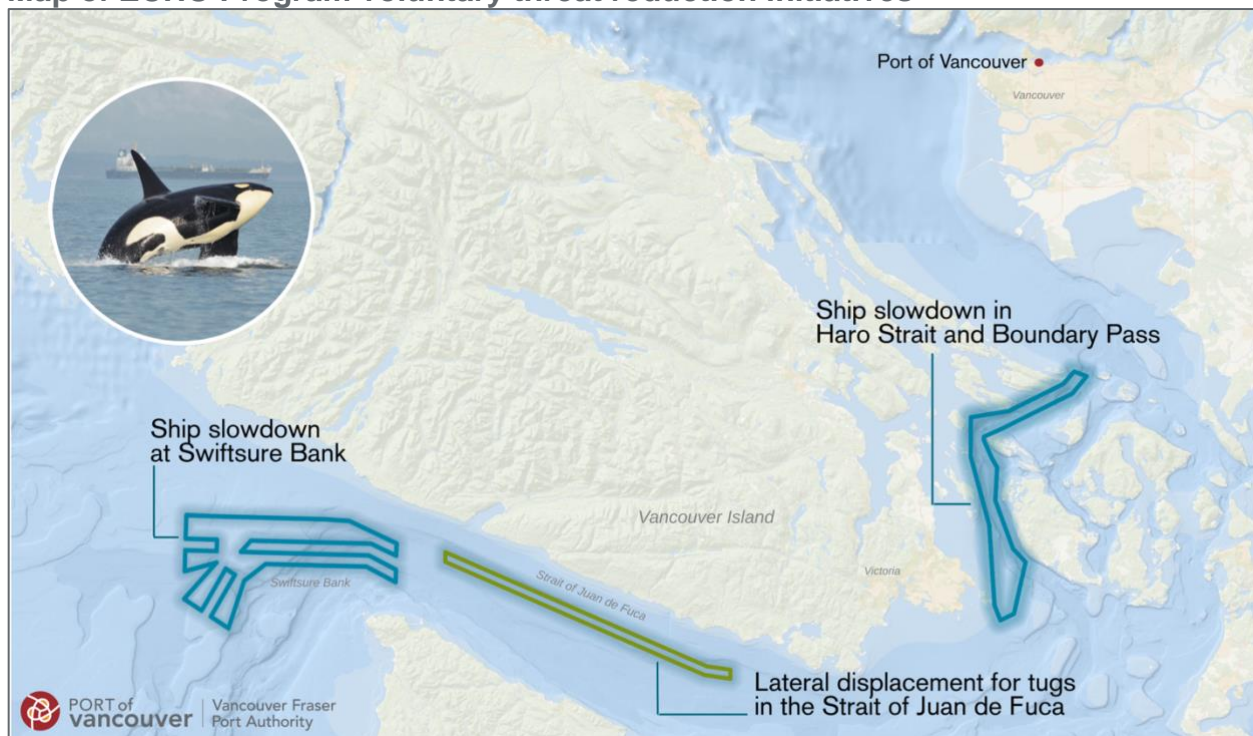 Map of ECHO Program voluntary threat reduction initiatives
Port of Vancouver
Vancouver
Ship slowdown in
Haro Strait and Boundary Pass
Ship slowdown
at Swiftsure Bank
Vancouver Island
Swiftsure Bank
Strait of Juan de Fuca
Victoria
Lateral displacement for tugs
in the Strait of Juan de Fuca
PORT of
vancouver
Vancouver Fraser
Port Authority